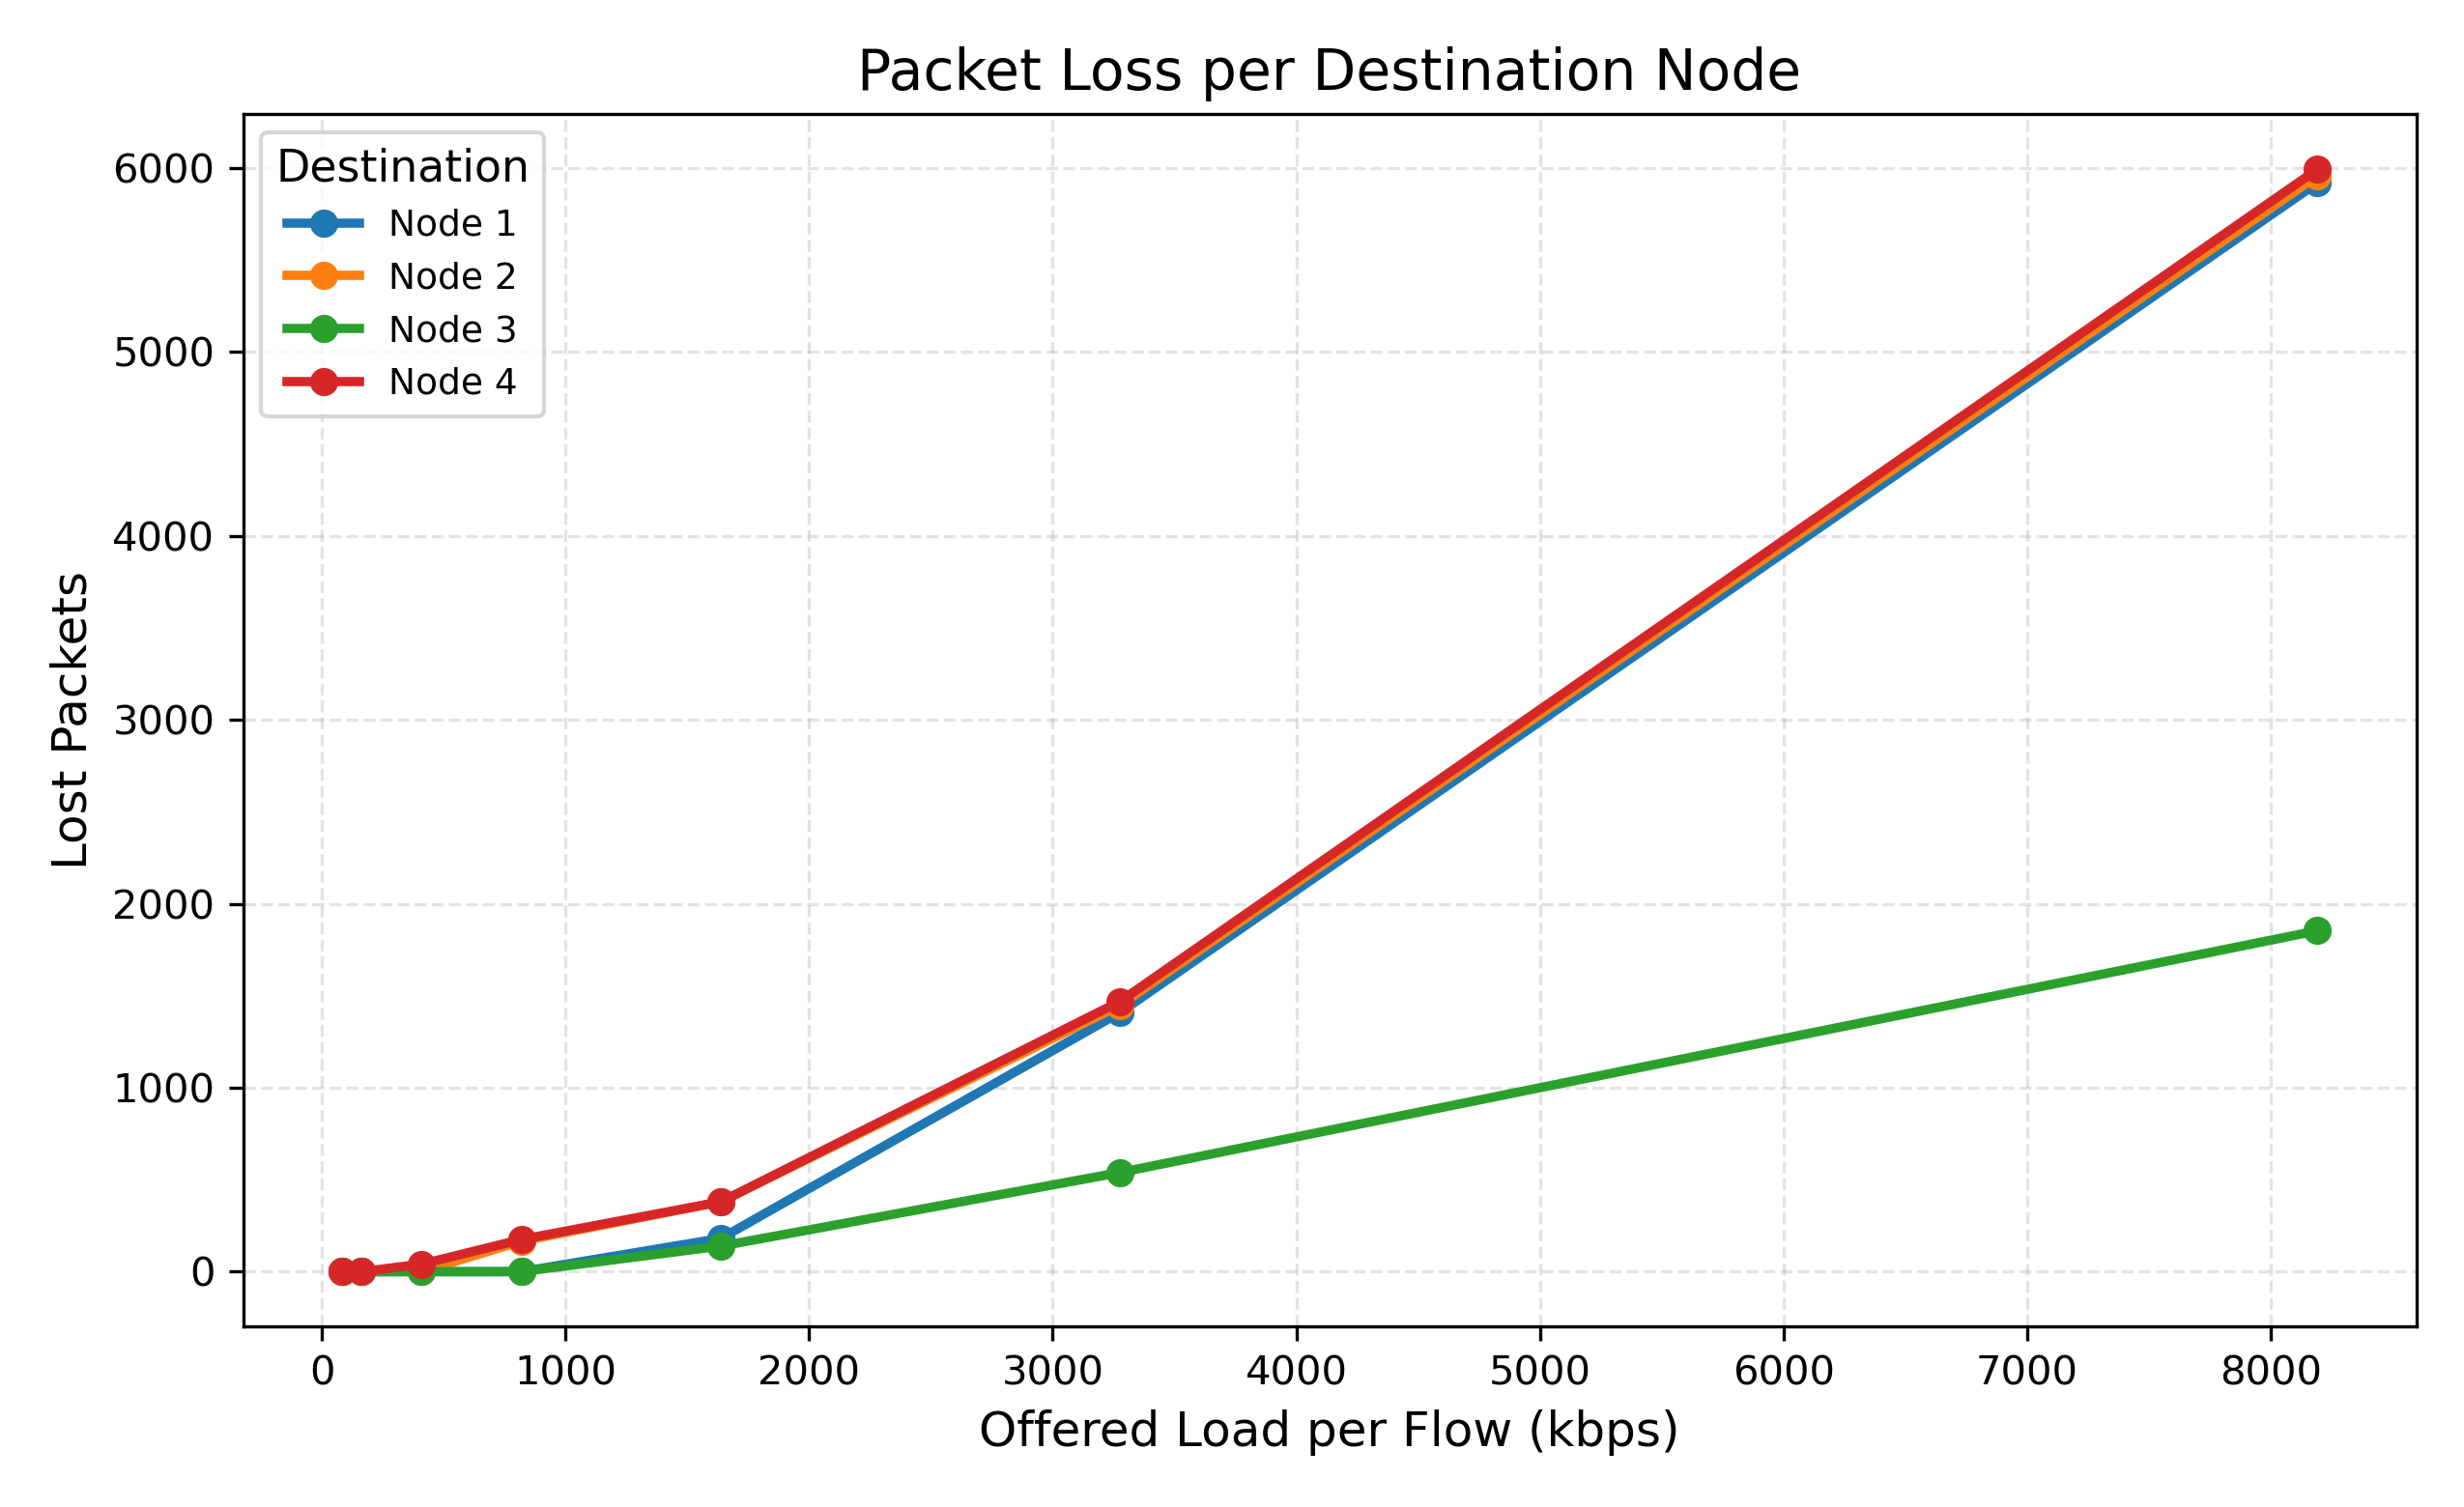 Packet Loss per Destination Node
Destination
Node 1
Node 2
Node 3
Node 4
6000
5000
4000
3000
2000
1000
0
Lost Packets
0 1000 2000 3000 4000 5000 6000 7000 8000
Offered Load per Flow (kbps)